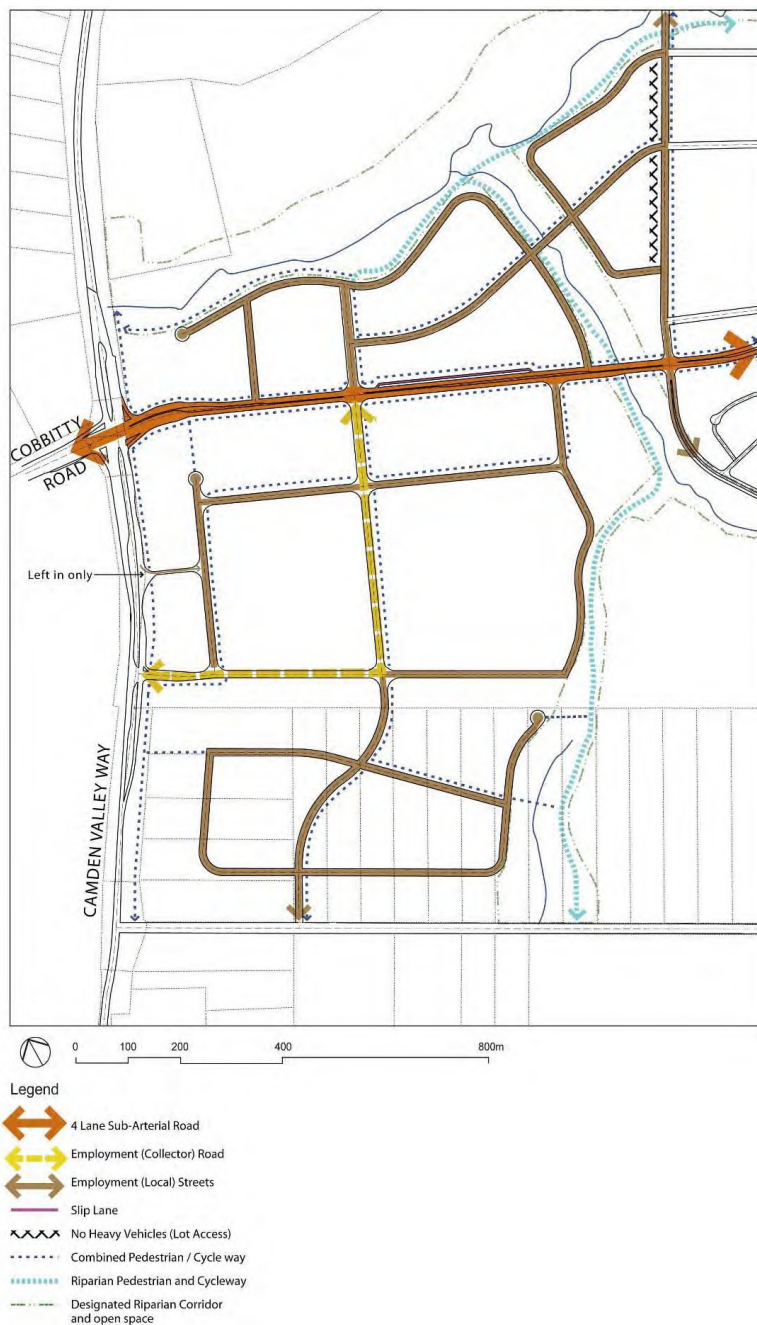 COBBITTY
ROAD
Left in only
CAMDEN VALLEY WAY
0 100 200 400 800m
Legend
4 Lane Sub-Arterial Road
Employment (Collector) Road
Employment (Local) Streets
Slip Lane
No Heavy Vehicles (Lot Access)
Combined Pedestrian / Cycle way
Riparian Pedestrian and Cycleway
Designated Riparian Corridor
and open space